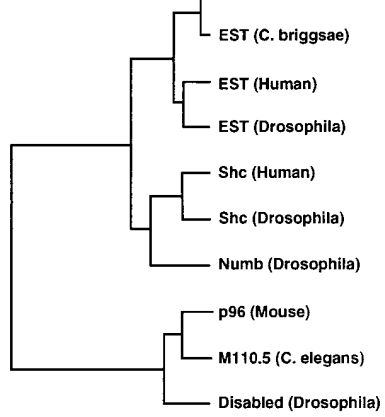 EST (C. briggsae)
EST (Human)
EST (Drosophila)
Shc (Human)
Shc (Drosophila)
Numb (Drosophila)
p96 (Mouse)
M110.5 (C. elegans)
Disabled (Drosophila)